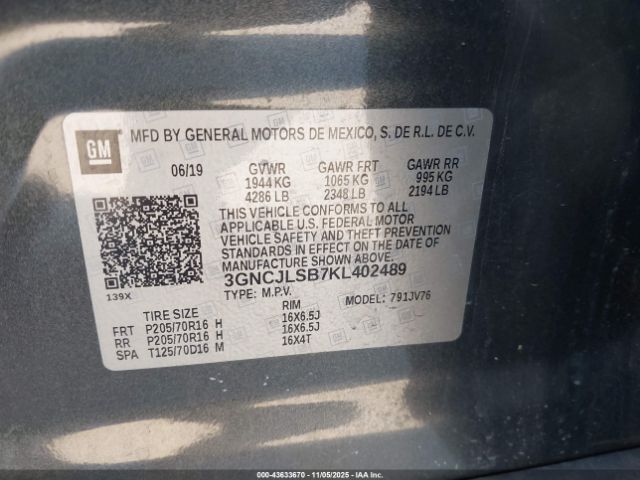 GM
MFD BY GENERAL MOTORS DE MEXICO, S. DE R.L. DE C.V.
06/19 GVWR GAWR FRT GAWR RR
1944 KG 1065 KG 995 KG
4286 LB 2348 LB 2194 LB
THIS VEHICLE CONFORMS TO ALL
APPLICABLE U.S. FEDERAL MOTOR
VEHICLE SAFETY AND THEFT PREVENTION
STANDARDS IN EFFECT ON THE DATE OF
MANUFACTURE SHOWN ABOVE.
3GNCJLSB7KL402489
139X TYPE: M.P.V. MODEL: 791JV76
TIRE SIZE RIM
FRT P205/70R16 H 16X6.5J
RR P205/70R16 H 16X6.5J
SPA T125/70D16 M 16X4T
000-43633670 - 11/05/2025 - IAAI.COM